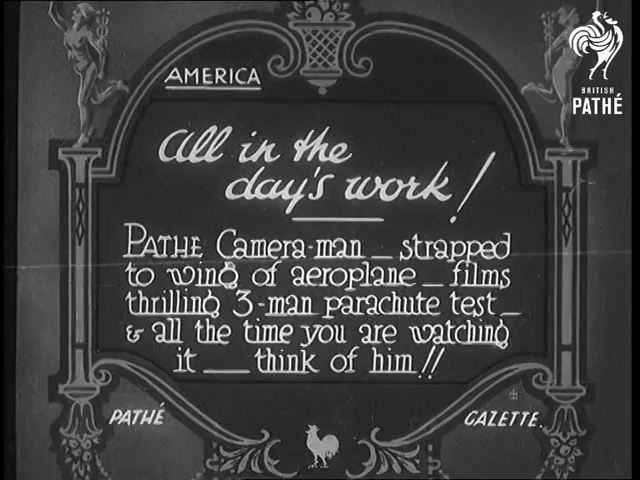 AMERICA
BRITISH
PATHÉ
All in the
day's work!
PATHE Camera-man _ strapped
to wing of aeroplane _ films
thrilling 3-man parachute test _
& all the time you are watching
it __ think of him!!
PATHÉ
GAZETTE.